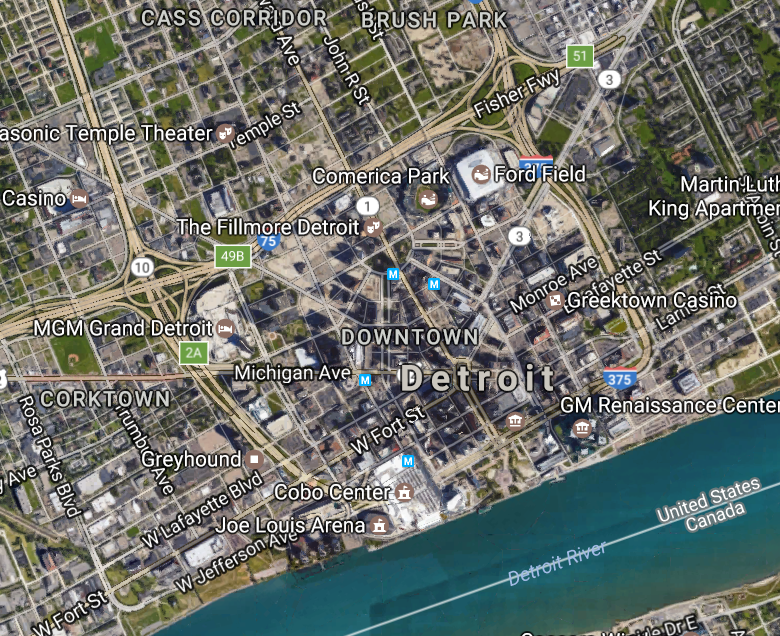 CASS CORRIDOR
BRUSH PARK
John R St
51
3
Fisher Fwy
asonic Temple Theater
Temple St
Comerica Park
Ford Field
Casino
1
Martin Luth
King Apartmen
The Fillmore Detroit
3
75
49B
10
M
M
Monroe Ave
Lafayette St
Greektown Casino
Larned St
MGM Grand Detroit
DOWNTOWN
2A
Michigan Ave
M
Detroit
375
CORKTOWN
GM Renaissance Center
Rosa Parks Blvd
Trumbull Ave
W Fort St
Greyhound
M
Cobo Center
W Lafayette Blvd
Joe Louis Arena
W Jefferson Ave
United States
Canada
Detroit River
W Fort St